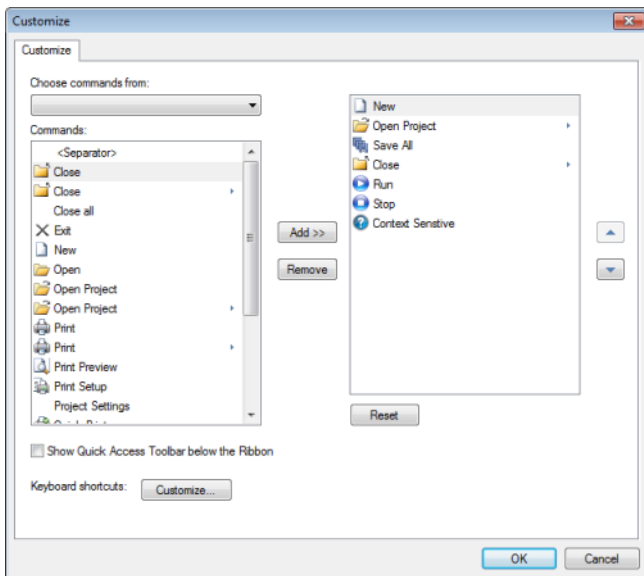 Customize
Customize
Choose commands from:
Commands:
<Separator>
Close
Close
Close all
Exit
New
Open
Open Project
Open Project
Print
Print
Print Preview
Print Setup
Project Settings
Add >>
Remove
New
Open Project
Save All
Close
Run
Stop
Context Senstive
Reset
Show Quick Access Toolbar below the Ribbon
Keyboard shortcuts:
Customize...
OK
Cancel